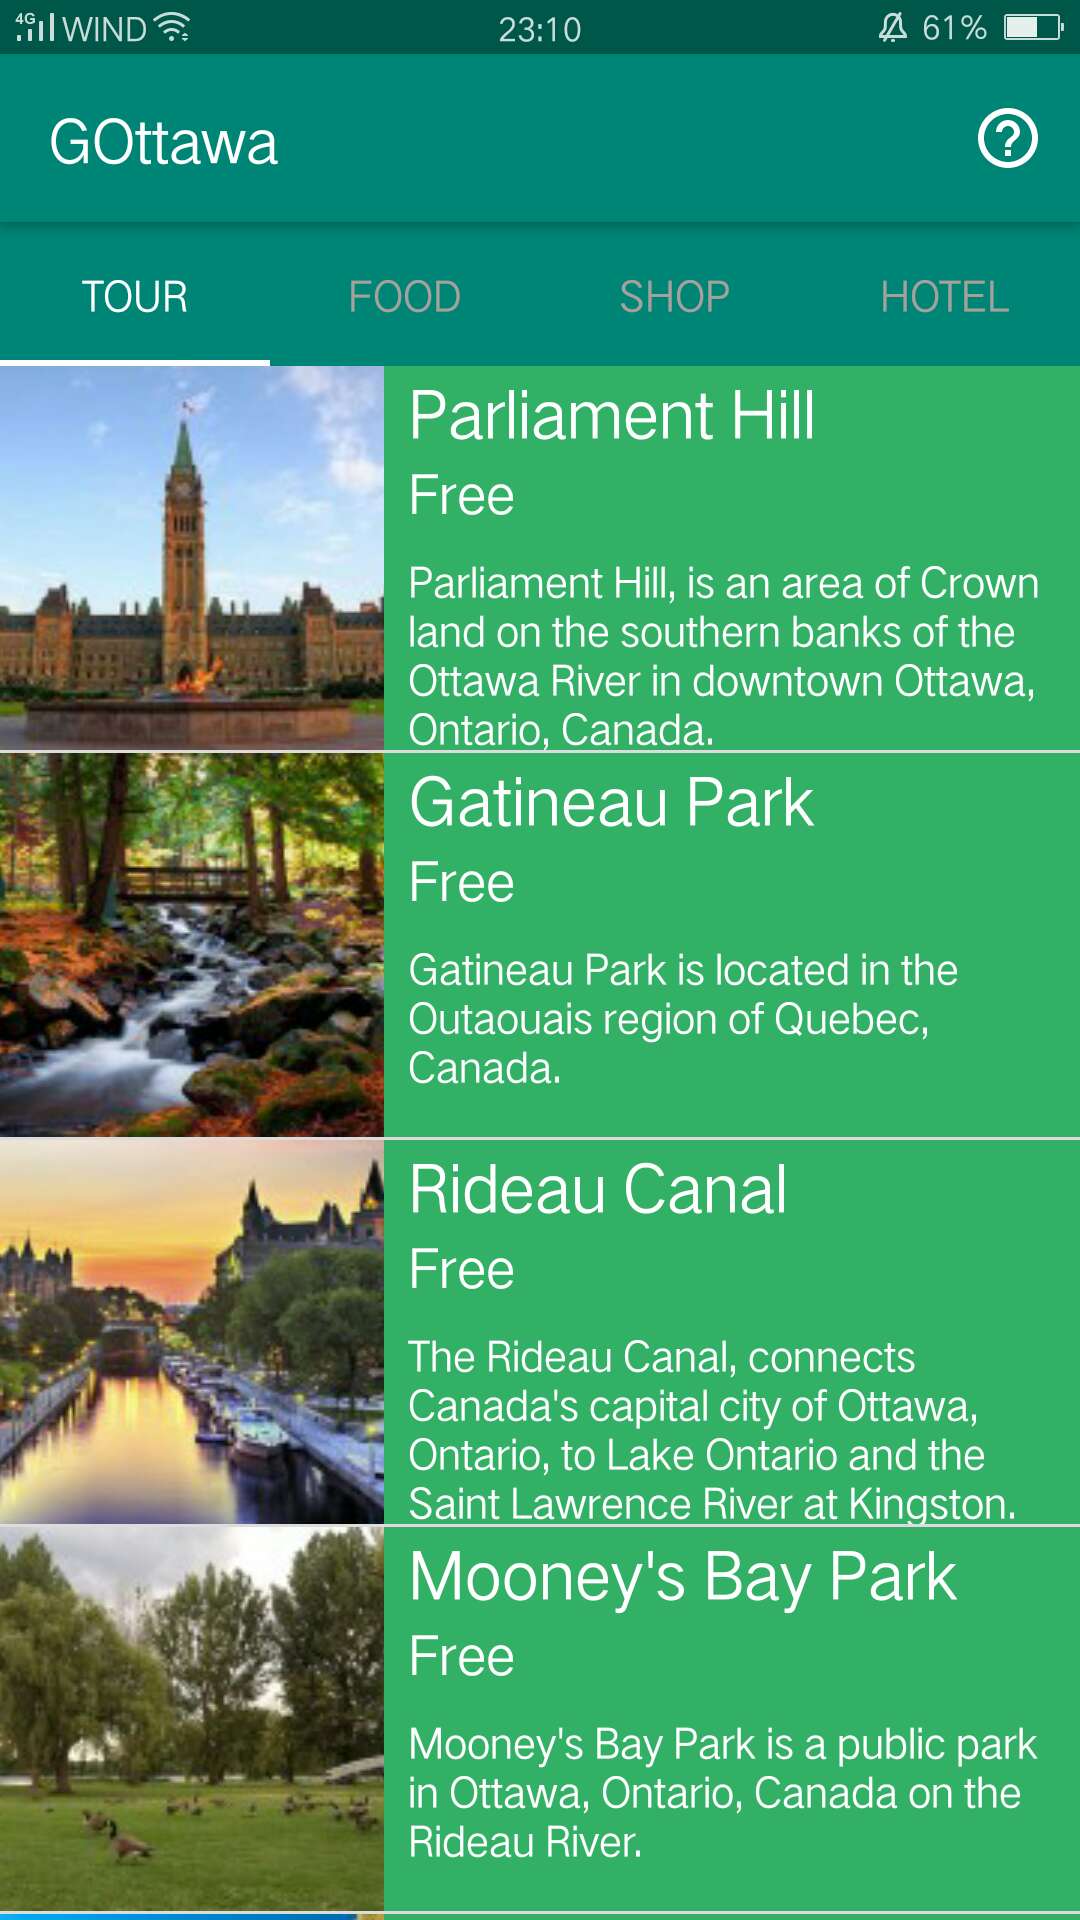 4G WIND 23:10 61%
GOttawa
TOUR FOOD SHOP HOTEL
Parliament Hill
Free
Parliament Hill, is an area of Crown
land on the southern banks of the
Ottawa River in downtown Ottawa,
Ontario, Canada.
Gatineau Park
Free
Gatineau Park is located in the
Outaouais region of Quebec,
Canada.
Rideau Canal
Free
The Rideau Canal, connects
Canada's capital city of Ottawa,
Ontario, to Lake Ontario and the
Saint Lawrence River at Kingston.
Mooney's Bay Park
Free
Mooney's Bay Park is a public park
in Ottawa, Ontario, Canada on the
Rideau River.